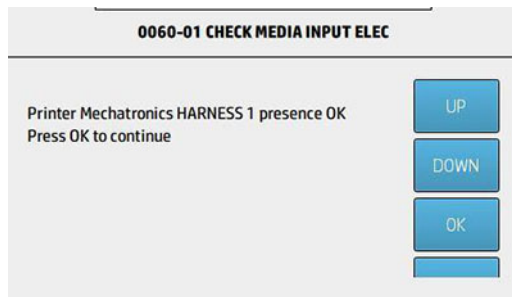 0060-01 CHECK MEDIA INPUT ELEC
Printer Mechatronics HARNESS 1 presence OK
Press OK to continue
UP
DOWN
OK